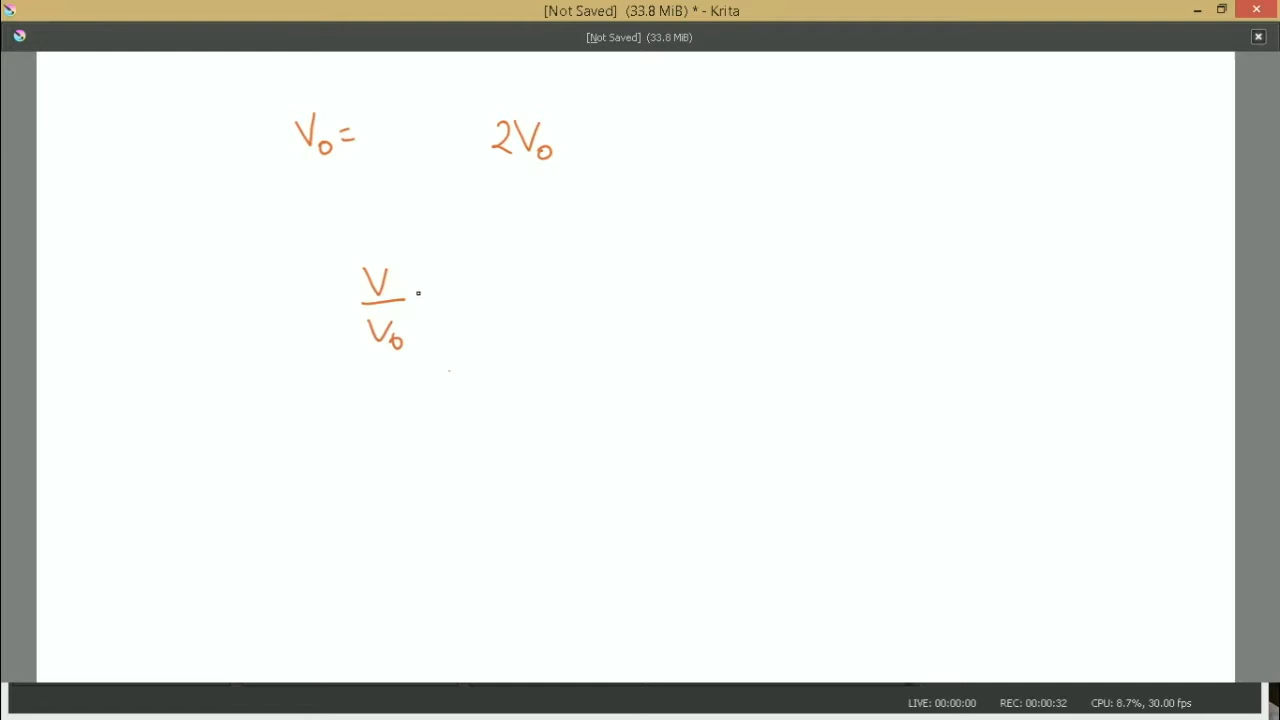 [Not Saved] (33.8 MiB) * - Krita
[Not Saved] (33.8 MiB)
V₀ = 2V₀
V
V₀
LIVE: 00:00:00 REC: 00:00:32 CPU: 8.7%, 30.00 fps